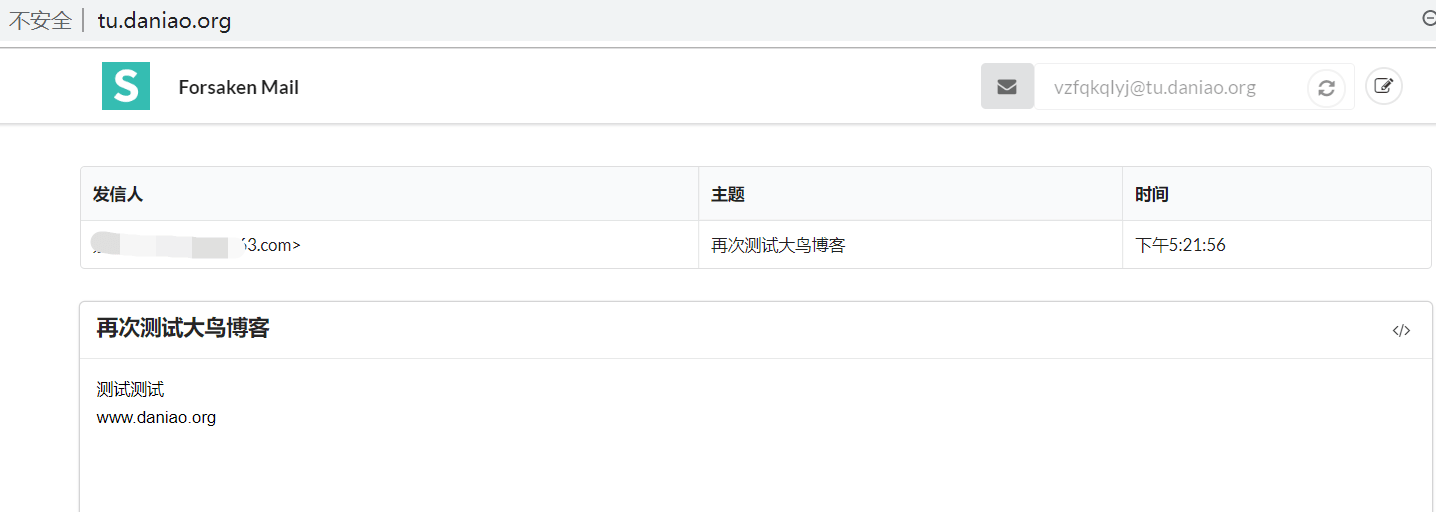 不安全 | tu.daniao.org
S Forsaken Mail vzfqkqlyj@tu.daniao.org
发信人 主题 时间
3.com> 再次测试大鸟博客 下午5:21:56
再次测试大鸟博客 </>
测试测试
www.daniao.org